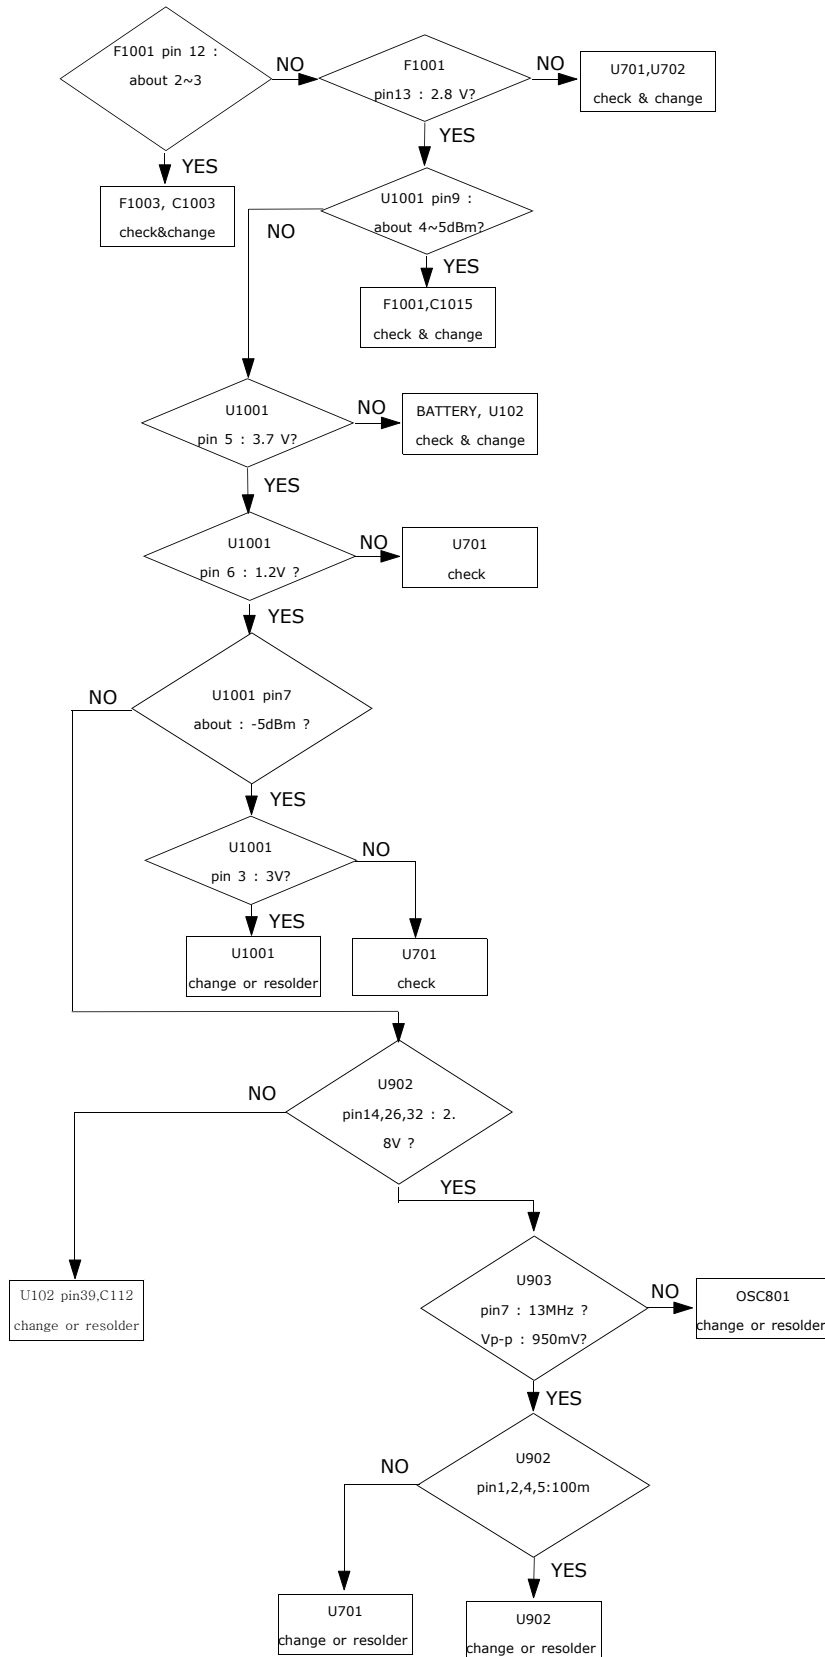 F1001 pin 12 :
about 2~3
NO
F1001
pin13 : 2.8 V?
NO
U701,U702
check & change
YES
YES
F1003, C1003
check&change
U1001 pin9 :
about 4~5dBm?
NO
YES
F1001,C1015
check & change
U1001
pin 5 : 3.7 V?
NO
BATTERY, U102
check & change
YES
U1001
pin 6 : 1.2V ?
NO
U701
check
YES
U1001 pin7
about : -5dBm ?
NO
YES
U1001
pin 3 : 3V?
NO
YES
U1001
change or resolder
U701
check
U902
pin14,26,32 : 2.
8V ?
NO
YES
U102 pin39,C112
change or resolder
U903
pin7 : 13MHz ?
Vp-p : 950mV?
NO
OSC801
change or resolder
YES
U902
pin1,2,4,5:100m
NO
YES
U701
change or resolder
U902
change or resolder